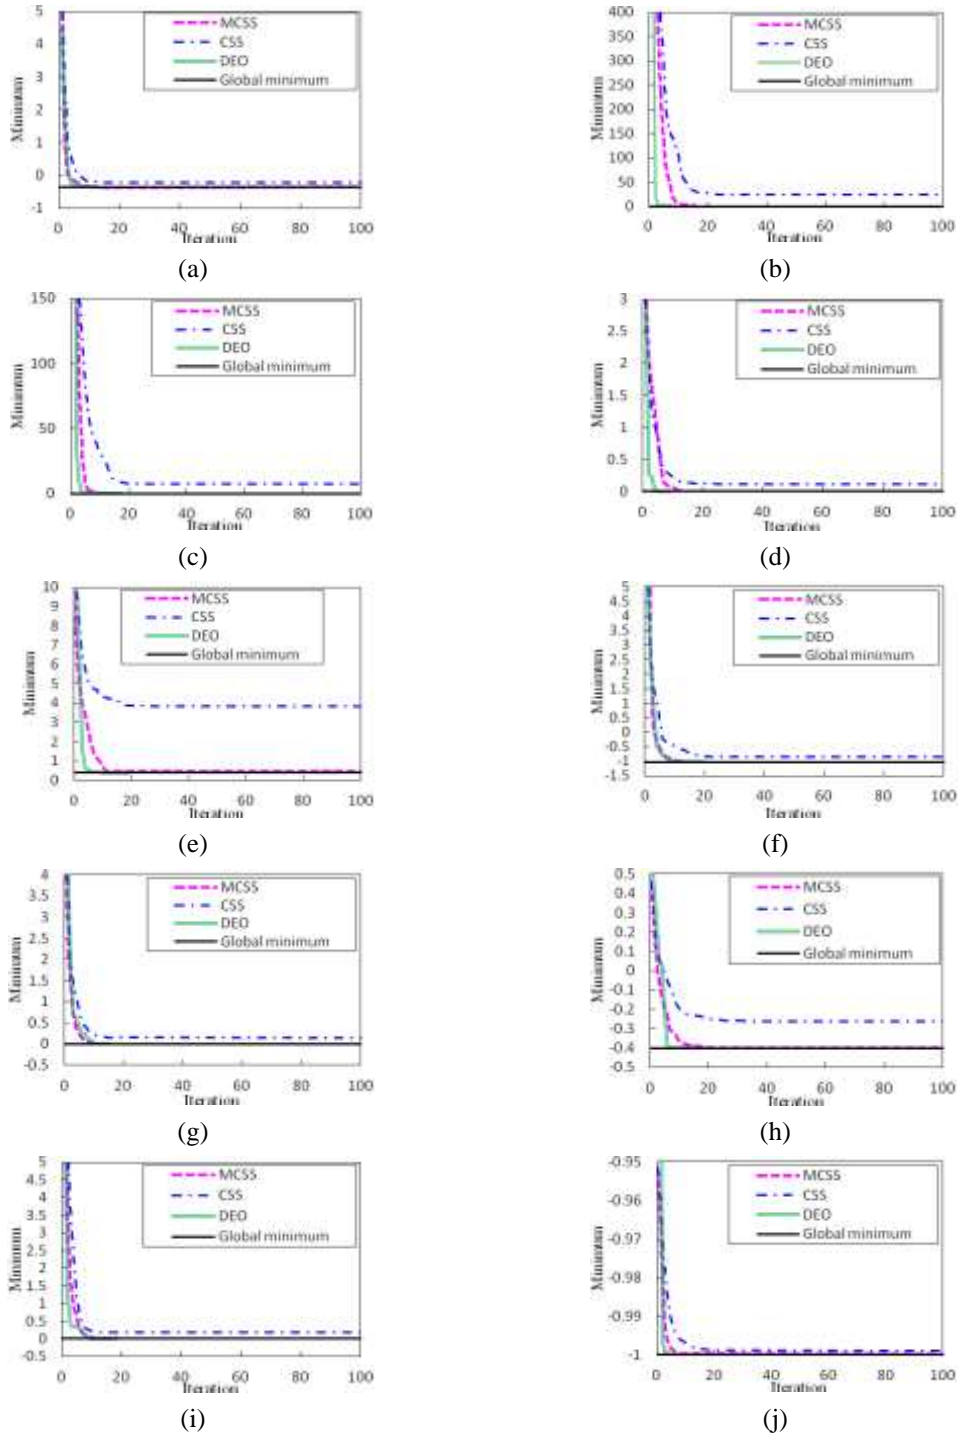 5
4
3
2
1
0
-1
Minimum
MCSS
CSS
DEO
Global minimum
0 20 40 60 80 100
Iteration
(a)
400
350
300
250
200
150
100
50
0
Minimum
MCSS
CSS
DEO
Global minimum
0 20 40 60 80 100
Iteration
(b)
150
100
50
0
Minimum
MCSS
CSS
DEO
Global minimum
0 20 40 60 80 100
Iteration
(c)
3
2.5
2
1.5
1
0.5
0
Minimum
MCSS
CSS
DEO
Global minimum
0 20 40 60 80 100
Iteration
(d)
10
9
8
7
6
5
4
3
2
1
0
Minimum
MCSS
CSS
DEO
Global minimum
0 20 40 60 80 100
Iteration
(e)
5
4.5
4
3.5
3
2.5
2
1.5
1
0.5
0
-0.5
-1
-1.5
Minimum
MCSS
CSS
DEO
Global minimum
0 20 40 60 80 100
Iteration
(f)
4
3.5
3
2.5
2
1.5
1
0.5
0
-0.5
Minimum
MCSS
CSS
DEO
Global minimum
0 20 40 60 80 100
Iteration
(g)
0.5
0.4
0.3
0.2
0.1
0
-0.1
-0.2
-0.3
-0.4
-0.5
Minimum
MCSS
CSS
DEO
Global minimum
0 20 40 60 80 100
Iteration
(h)
5
4.5
4
3.5
3
2.5
2
1.5
1
0.5
0
-0.5
Minimum
MCSS
CSS
DEO
Global minimum
0 20 40 60 80 100
Iteration
(i)
-0.95
-0.96
-0.97
-0.98
-0.99
-1
Minimum
MCSS
CSS
DEO
Global minimum
0 20 40 60 80 100
Iteration
(j)